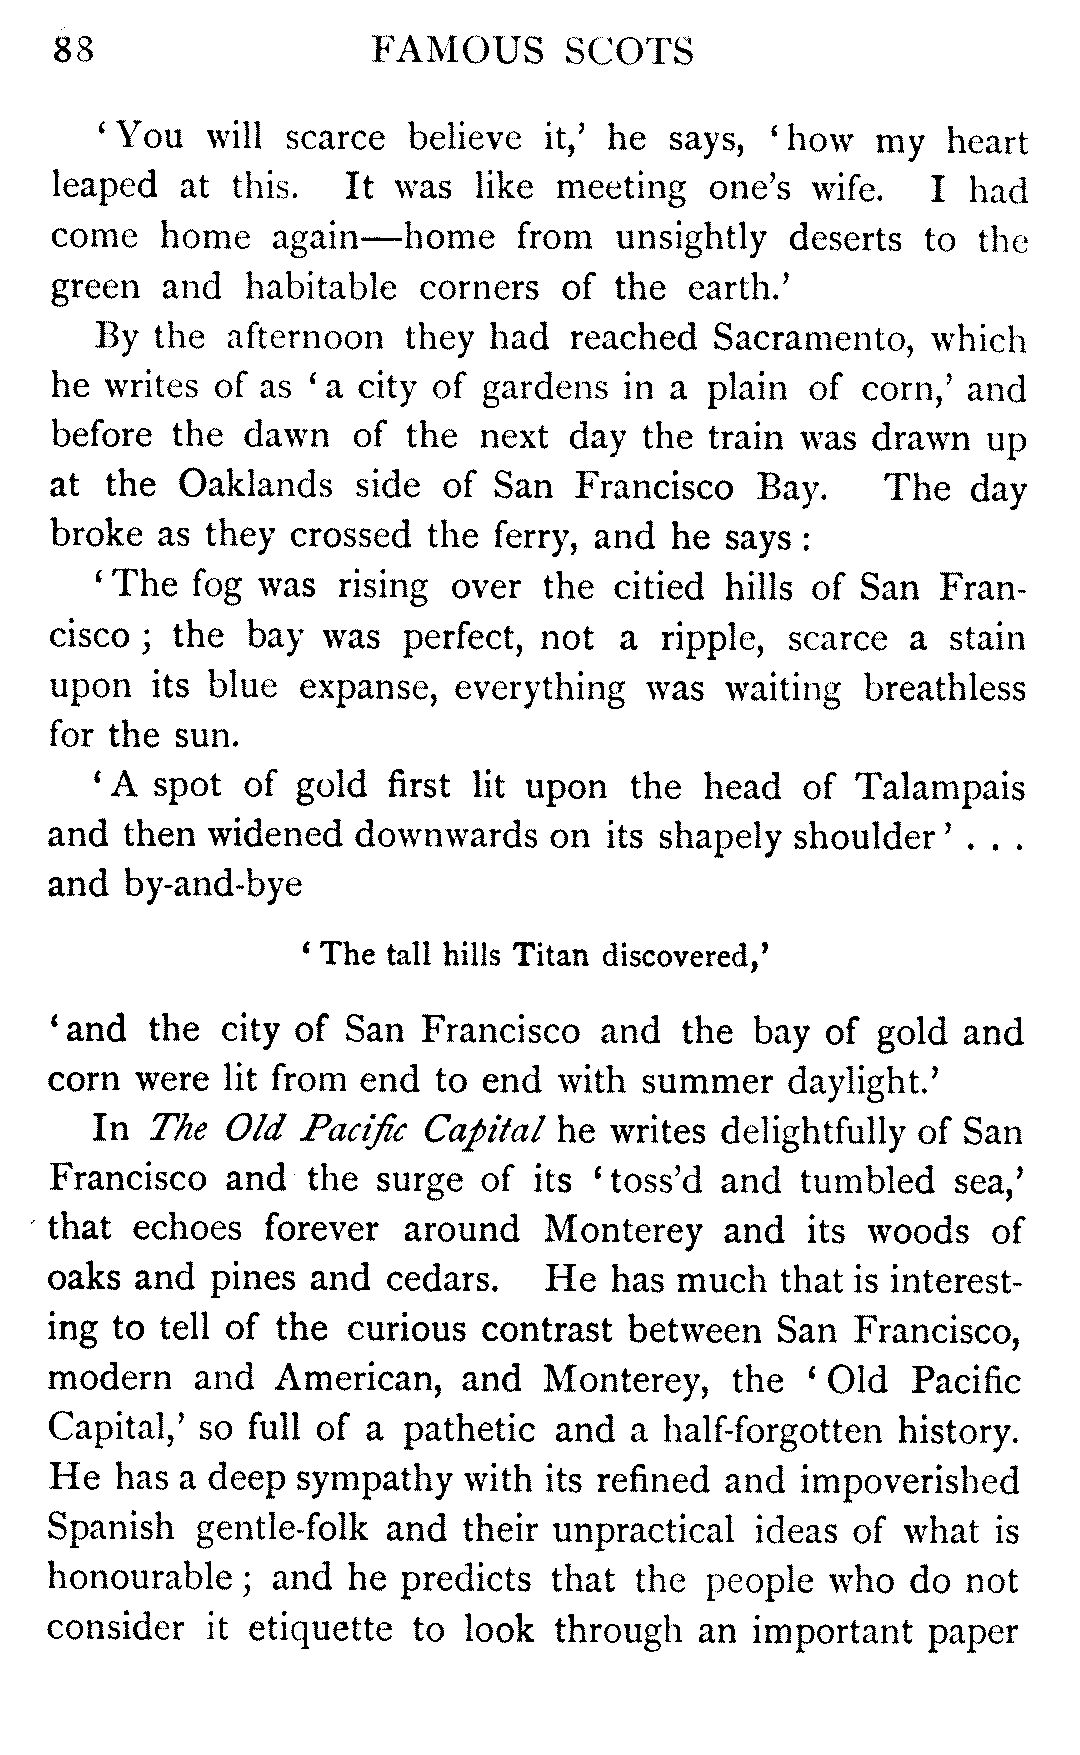 88 FAMOUS SCOTS
‘You will scarce believe it,’ he says, ‘how my heart
leaped at this. It was like meeting one's wife. I had
come home again—home from unsightly deserts to the
green and habitable corners of the earth.’
By the afternoon they had reached Sacramento, which
he writes of as ‘a city of gardens in a plain of corn,’ and
before the dawn of the next day the train was drawn up
at the Oaklands side of San Francisco Bay. The day
broke as they crossed the ferry, and he says :
‘The fog was rising over the citied hills of San Fran-
cisco ; the bay was perfect, not a ripple, scarce a stain
upon its blue expanse, everything was waiting breathless
for the sun.
‘A spot of gold first lit upon the head of Talampais
and then widened downwards on its shapely shoulder’ . . .
and by-and-bye
‘The tall hills Titan discovered,’
‘and the city of San Francisco and the bay of gold and
corn were lit from end to end with summer daylight.’
In The Old Pacific Capital he writes delightfully of San
Francisco and the surge of its ‘toss'd and tumbled sea,’
that echoes forever around Monterey and its woods of
oaks and pines and cedars. He has much that is interest-
ing to tell of the curious contrast between San Francisco,
modern and American, and Monterey, the ‘Old Pacific
Capital,’ so full of a pathetic and a half-forgotten history.
He has a deep sympathy with its refined and impoverished
Spanish gentle-folk and their unpractical ideas of what is
honourable ; and he predicts that the people who do not
consider it etiquette to look through an important paper